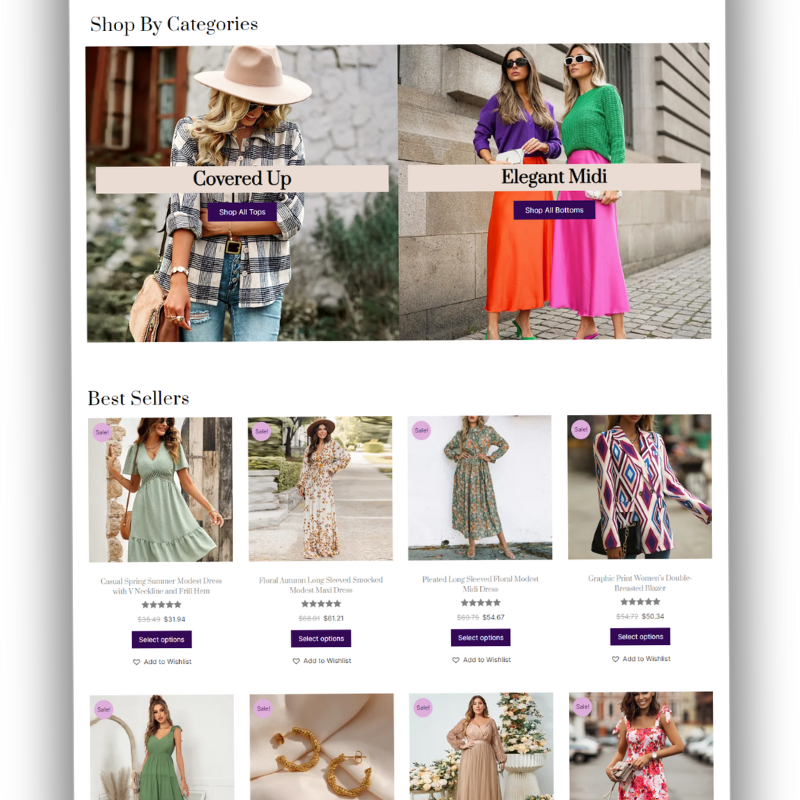 Shop By Categories
Covered Up
Elegant Midi
Shop All Tops
Shop All Bottoms
Best Sellers
Sale!
Sale!
Sale!
Sale!
Casual Spring Summer Modest Dress
with V Neckline and Frill Hem
$35.49 $31.94
Select options
Add to Wishlist
Floral Autumn Long Sleeved Smocked
Modest Maxi Dress
$68.01 $61.21
Select options
Add to Wishlist
Pleated Long Sleeved Floral Modest
Midi Dress
$60.75 $54.67
Select options
Add to Wishlist
Graphic Print Women's Double-
Breasted Blazer
$54.72 $50.34
Select options
Add to Wishlist
Sale!
Sale!
Sale!
Sale!